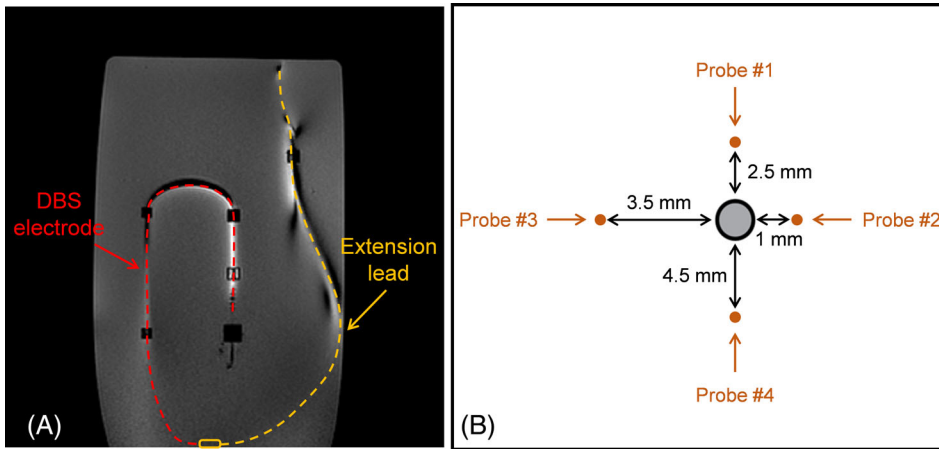 DBS
electrode
Extension
lead
(A)
Probe #1
2.5 mm
3.5 mm
Probe #3
Probe #2
1 mm
4.5 mm
Probe #4
(B)